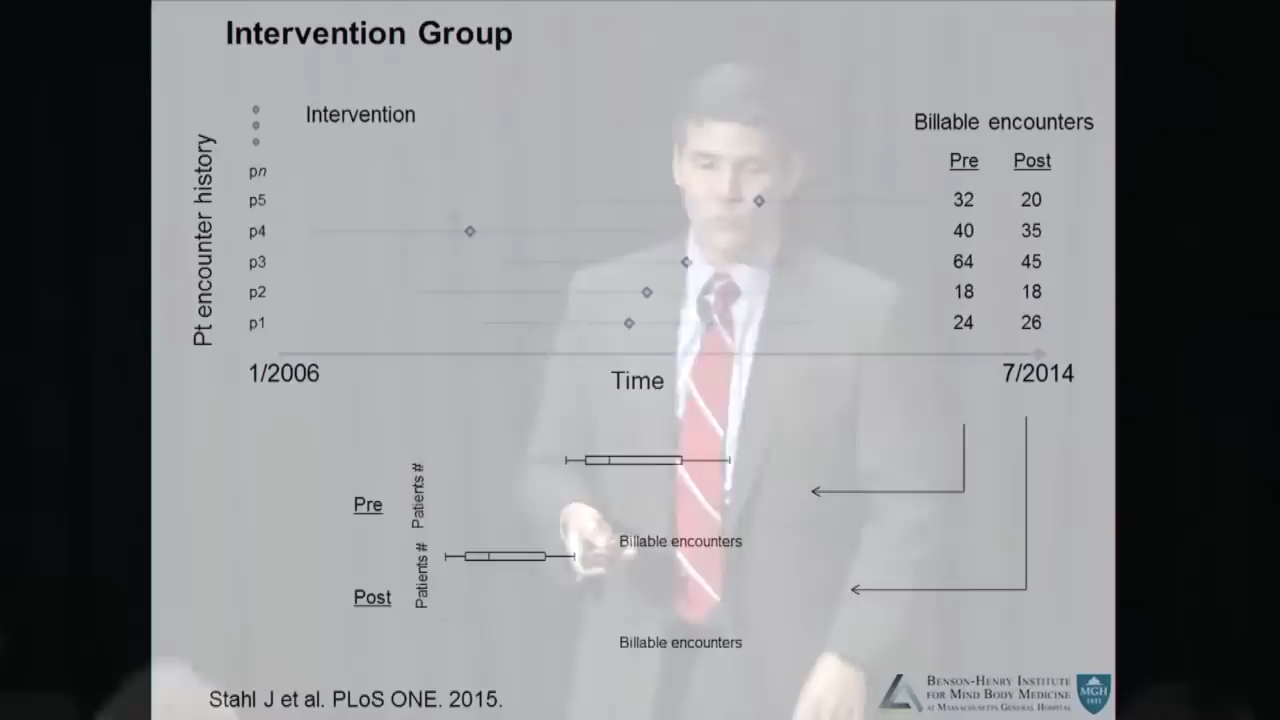 Intervention Group
Intervention
Billable encounters
Pre Post
Pt encounter history
pn
p5 32 20
p4 40 35
p3 64 45
p2 18 18
p1 24 26
1/2006 Time 7/2014
Pre
Patients #
Billable encounters
Post
Patients #
Billable encounters
Stahl J et al. PLoS ONE. 2015.
BENSON-HENRY INSTITUTE
FOR MIND BODY MEDICINE
AT MASSACHUSETTS GENERAL HOSPITAL
MGH
1811